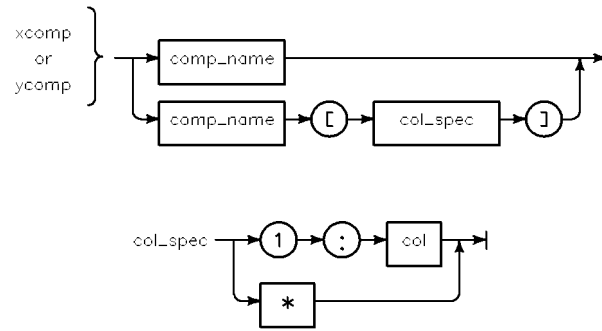 xcomp
or
ycomp
comp_name
comp_name [ col_spec ]
col_spec 1 : col
*